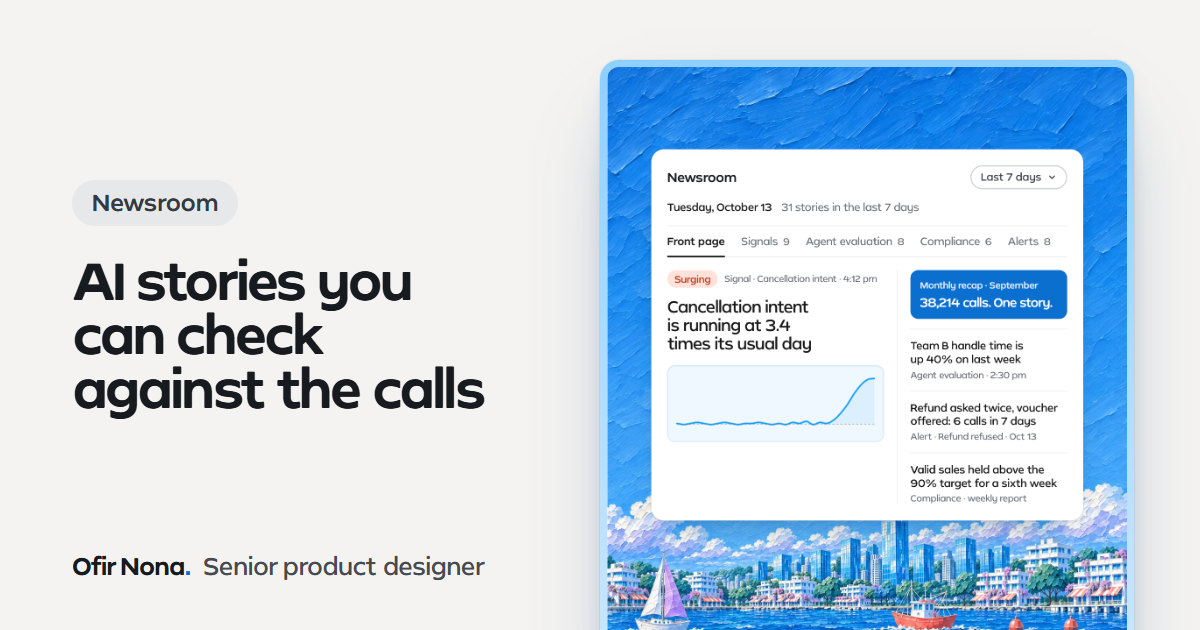 Newsroom
AI stories you
can check
against the calls
Ofir Nona. Senior product designer
Newsroom
Last 7 days
Tuesday, October 13 31 stories in the last 7 days
Front page Signals 9 Agent evaluation 8 Compliance 6 Alerts 8
Surging Signal · Cancellation intent · 4:12 pm
Cancellation intent
is running at 3.4
times its usual day
Monthly recap · September
38,214 calls. One story.
Team B handle time is
up 40% on last week
Agent evaluation · 2:30 pm
Refund asked twice, voucher
offered: 6 calls in 7 days
Alert · Refund refused · Oct 13
Valid sales held above the
90% target for a sixth week
Compliance · weekly report